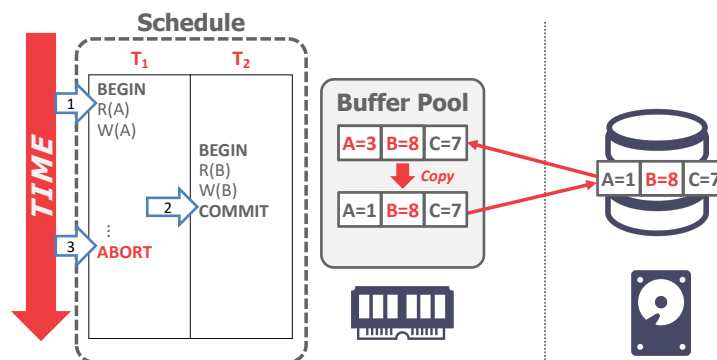 Schedule
T1 T2
TIME
1
BEGIN
R(A)
W(A)
BEGIN
R(B)
W(B)
2
COMMIT
⋮
3
ABORT
Buffer Pool
A=3 B=8 C=7
Copy
A=1 B=8 C=7
A=1 B=8 C=7